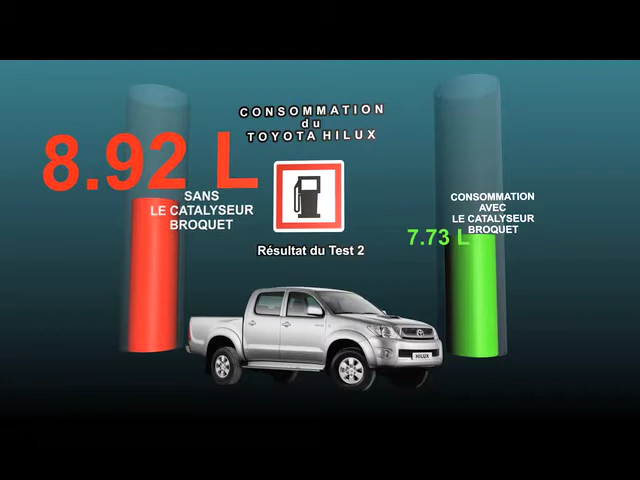 CONSOMMATION
du
TOYOTA HILUX
8.92 L
SANS
LE CATALYSEUR
BROQUET
Résultat du Test 2
CONSOMMATION
AVEC
LE CATALYSEUR
BROQUET
7.73 L
HILUX